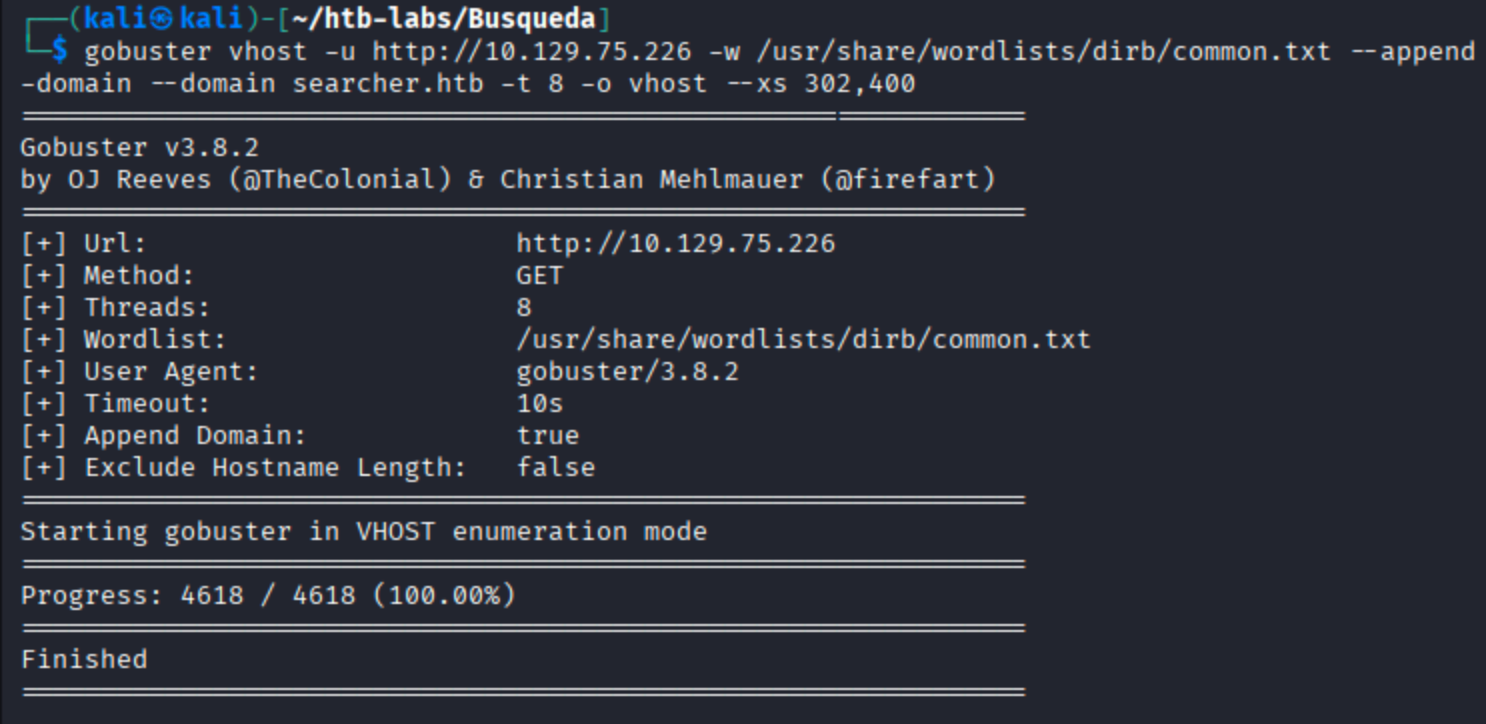 ┌──(kali㉿kali)-[~/htb-labs/Busqueda]
└─$ gobuster vhost -u http://10.129.75.226 -w /usr/share/wordlists/dirb/common.txt --append
-domain --domain searcher.htb -t 8 -o vhost --xs 302,400
===============================================================
Gobuster v3.8.2
by OJ Reeves (@TheColonial) & Christian Mehlmauer (@firefart)
===============================================================
[+] Url:                       http://10.129.75.226
[+] Method:                    GET
[+] Threads:                   8
[+] Wordlist:                  /usr/share/wordlists/dirb/common.txt
[+] User Agent:                gobuster/3.8.2
[+] Timeout:                   10s
[+] Append Domain:             true
[+] Exclude Hostname Length:   false
===============================================================
Starting gobuster in VHOST enumeration mode
===============================================================
Progress: 4618 / 4618 (100.00%)
===============================================================
Finished
===============================================================